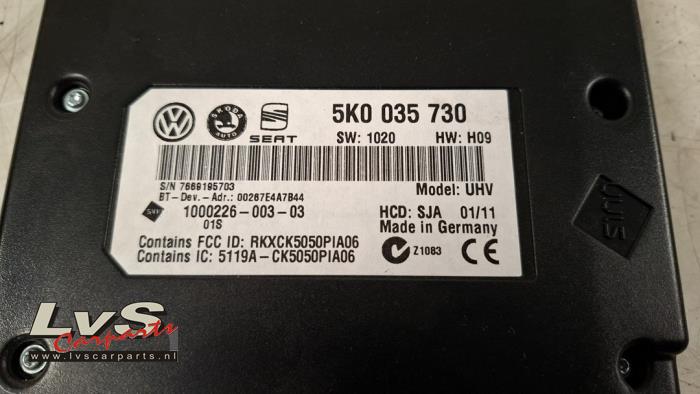 SKODA
AUTO
SEAT
5K0 035 730
SW: 1020 HW: H09
S/N 7669195703
Model: UHV
BT-Dev.-Adr.: 00267E4A7B44
1000226-003-03
01S
HCD: SJA 01/11
Made in Germany
Contains FCC ID: RKXCK5050PIA06
Contains IC: 5119A-CK5050PIA06
Z1083
CE
LvS
Carparts
www.lvscarparts.nl